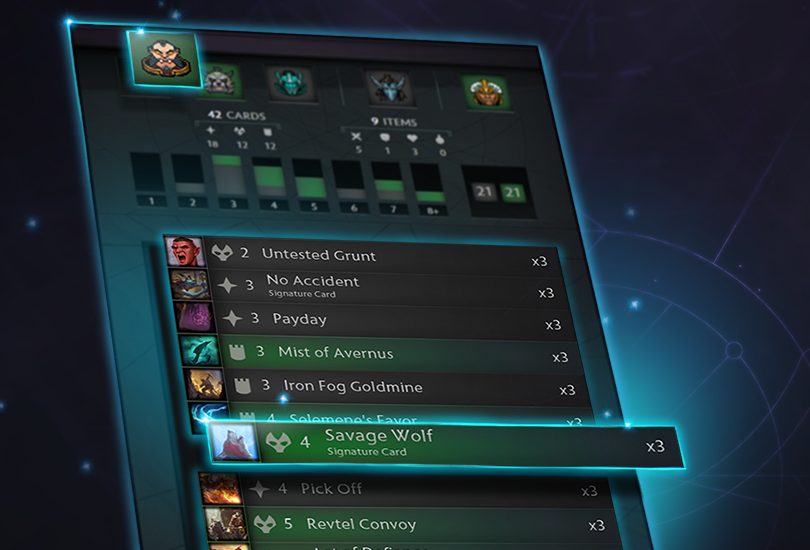 42 CARDS
9 ITEMS
18 12 12
5 1 3 0
1 2 3 4 5 6 7 8+
21 21
2 Untested Grunt x3
3 No Accident x3
Signature Card
3 Payday x3
3 Mist of Avernus x3
3 Iron Fog Goldmine x3
4 Selemene's Favor x3
4 Savage Wolf x3
Signature Card
4 Pick Off x3
5 Revtel Convoy x3